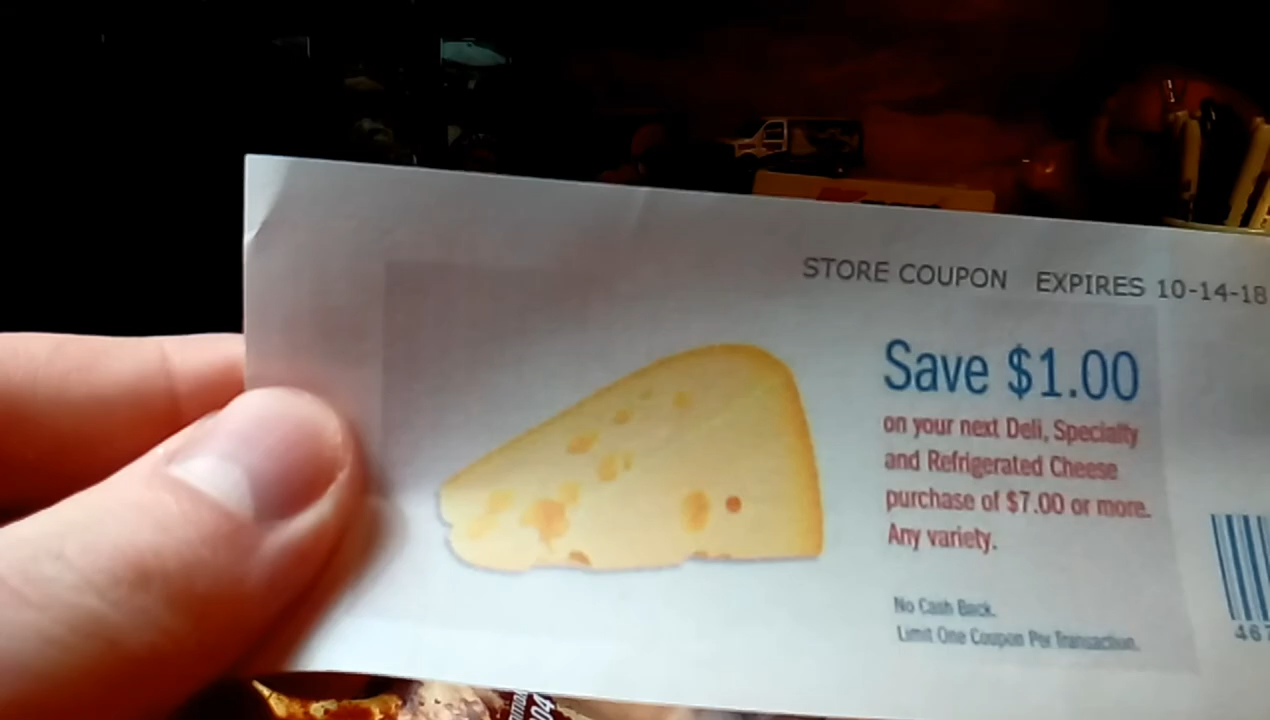 STORE COUPON EXPIRES 10-14-18
Save $1.00
on your next Deli, Specialty
and Refrigerated Cheese
purchase of $7.00 or more.
Any variety.
No Cash Back.
Limit One Coupon Per Transaction.
467